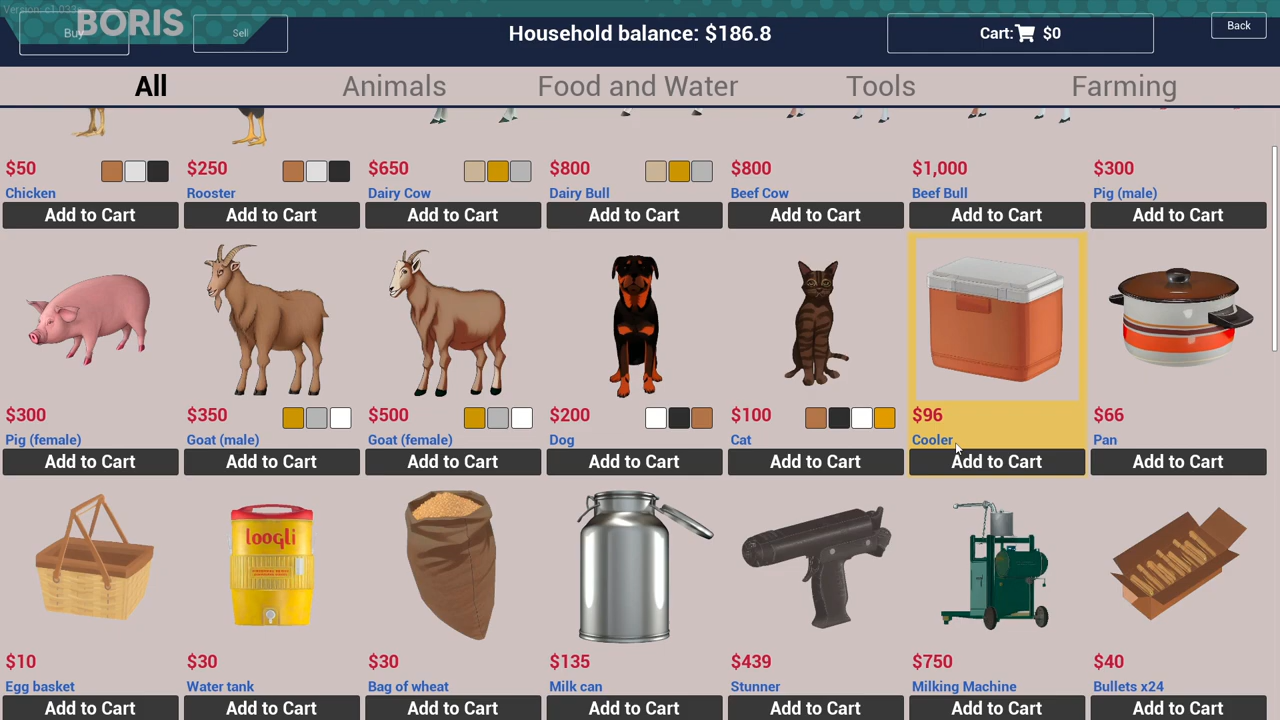 Version: c1.033
BORIS
Buy
Sell
Household balance: $186.8
Cart: $0
Back
All Animals Food and Water Tools Farming
$50 $250 $650 $800 $800 $1,000 $300
Chicken Rooster Dairy Cow Dairy Bull Beef Cow Beef Bull Pig (male)
Add to Cart Add to Cart Add to Cart Add to Cart Add to Cart Add to Cart Add to Cart
$300 $350 $500 $200 $100 $96 $66
Pig (female) Goat (male) Goat (female) Dog Cat Cooler Pan
Add to Cart Add to Cart Add to Cart Add to Cart Add to Cart Add to Cart Add to Cart
looqli
$10 $30 $30 $135 $439 $750 $40
Egg basket Water tank Bag of wheat Milk can Stunner Milking Machine Bullets x24
Add to Cart Add to Cart Add to Cart Add to Cart Add to Cart Add to Cart Add to Cart